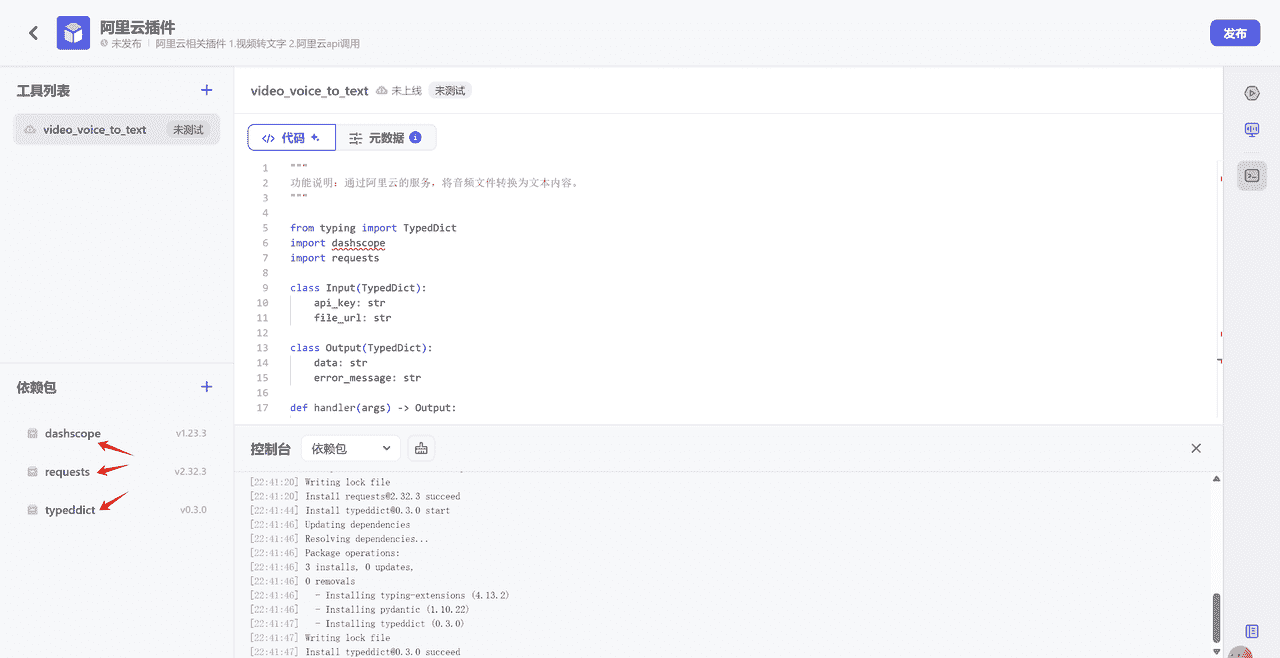 阿里云插件
未发布 | 阿里云相关插件 1.视频转文字 2.阿里云api调用
发布
工具列表
video_voice_to_text 未测试
video_voice_to_text 未上线 未测试
</> 代码 元数据
1 """
2 功能说明：通过阿里云的服务，将音频文件转换为文本内容。
3 """
4
5 from typing import TypedDict
6 import dashscope
7 import requests
8
9 class Input(TypedDict):
10 api_key: str
11 file_url: str
12
13 class Output(TypedDict):
14 data: str
15 error_message: str
16
17 def handler(args) -> Output:
依赖包
dashscope v1.23.3
requests v2.32.3
typeddict v0.3.0
控制台 依赖包
[22:41:20] Writing lock file
[22:41:20] Install requests@2.32.3 succeed
[22:41:44] Install typeddict@0.3.0 start
[22:41:46] Updating dependencies
[22:41:46] Resolving dependencies...
[22:41:46] Package operations:
[22:41:46] 3 installs, 0 updates,
[22:41:46] 0 removals
[22:41:46] - Installing typing-extensions (4.13.2)
[22:41:46] - Installing pydantic (1.10.22)
[22:41:47] - Installing typeddict (0.3.0)
[22:41:47] Writing lock file
[22:41:47] Install typeddict@0.3.0 succeed